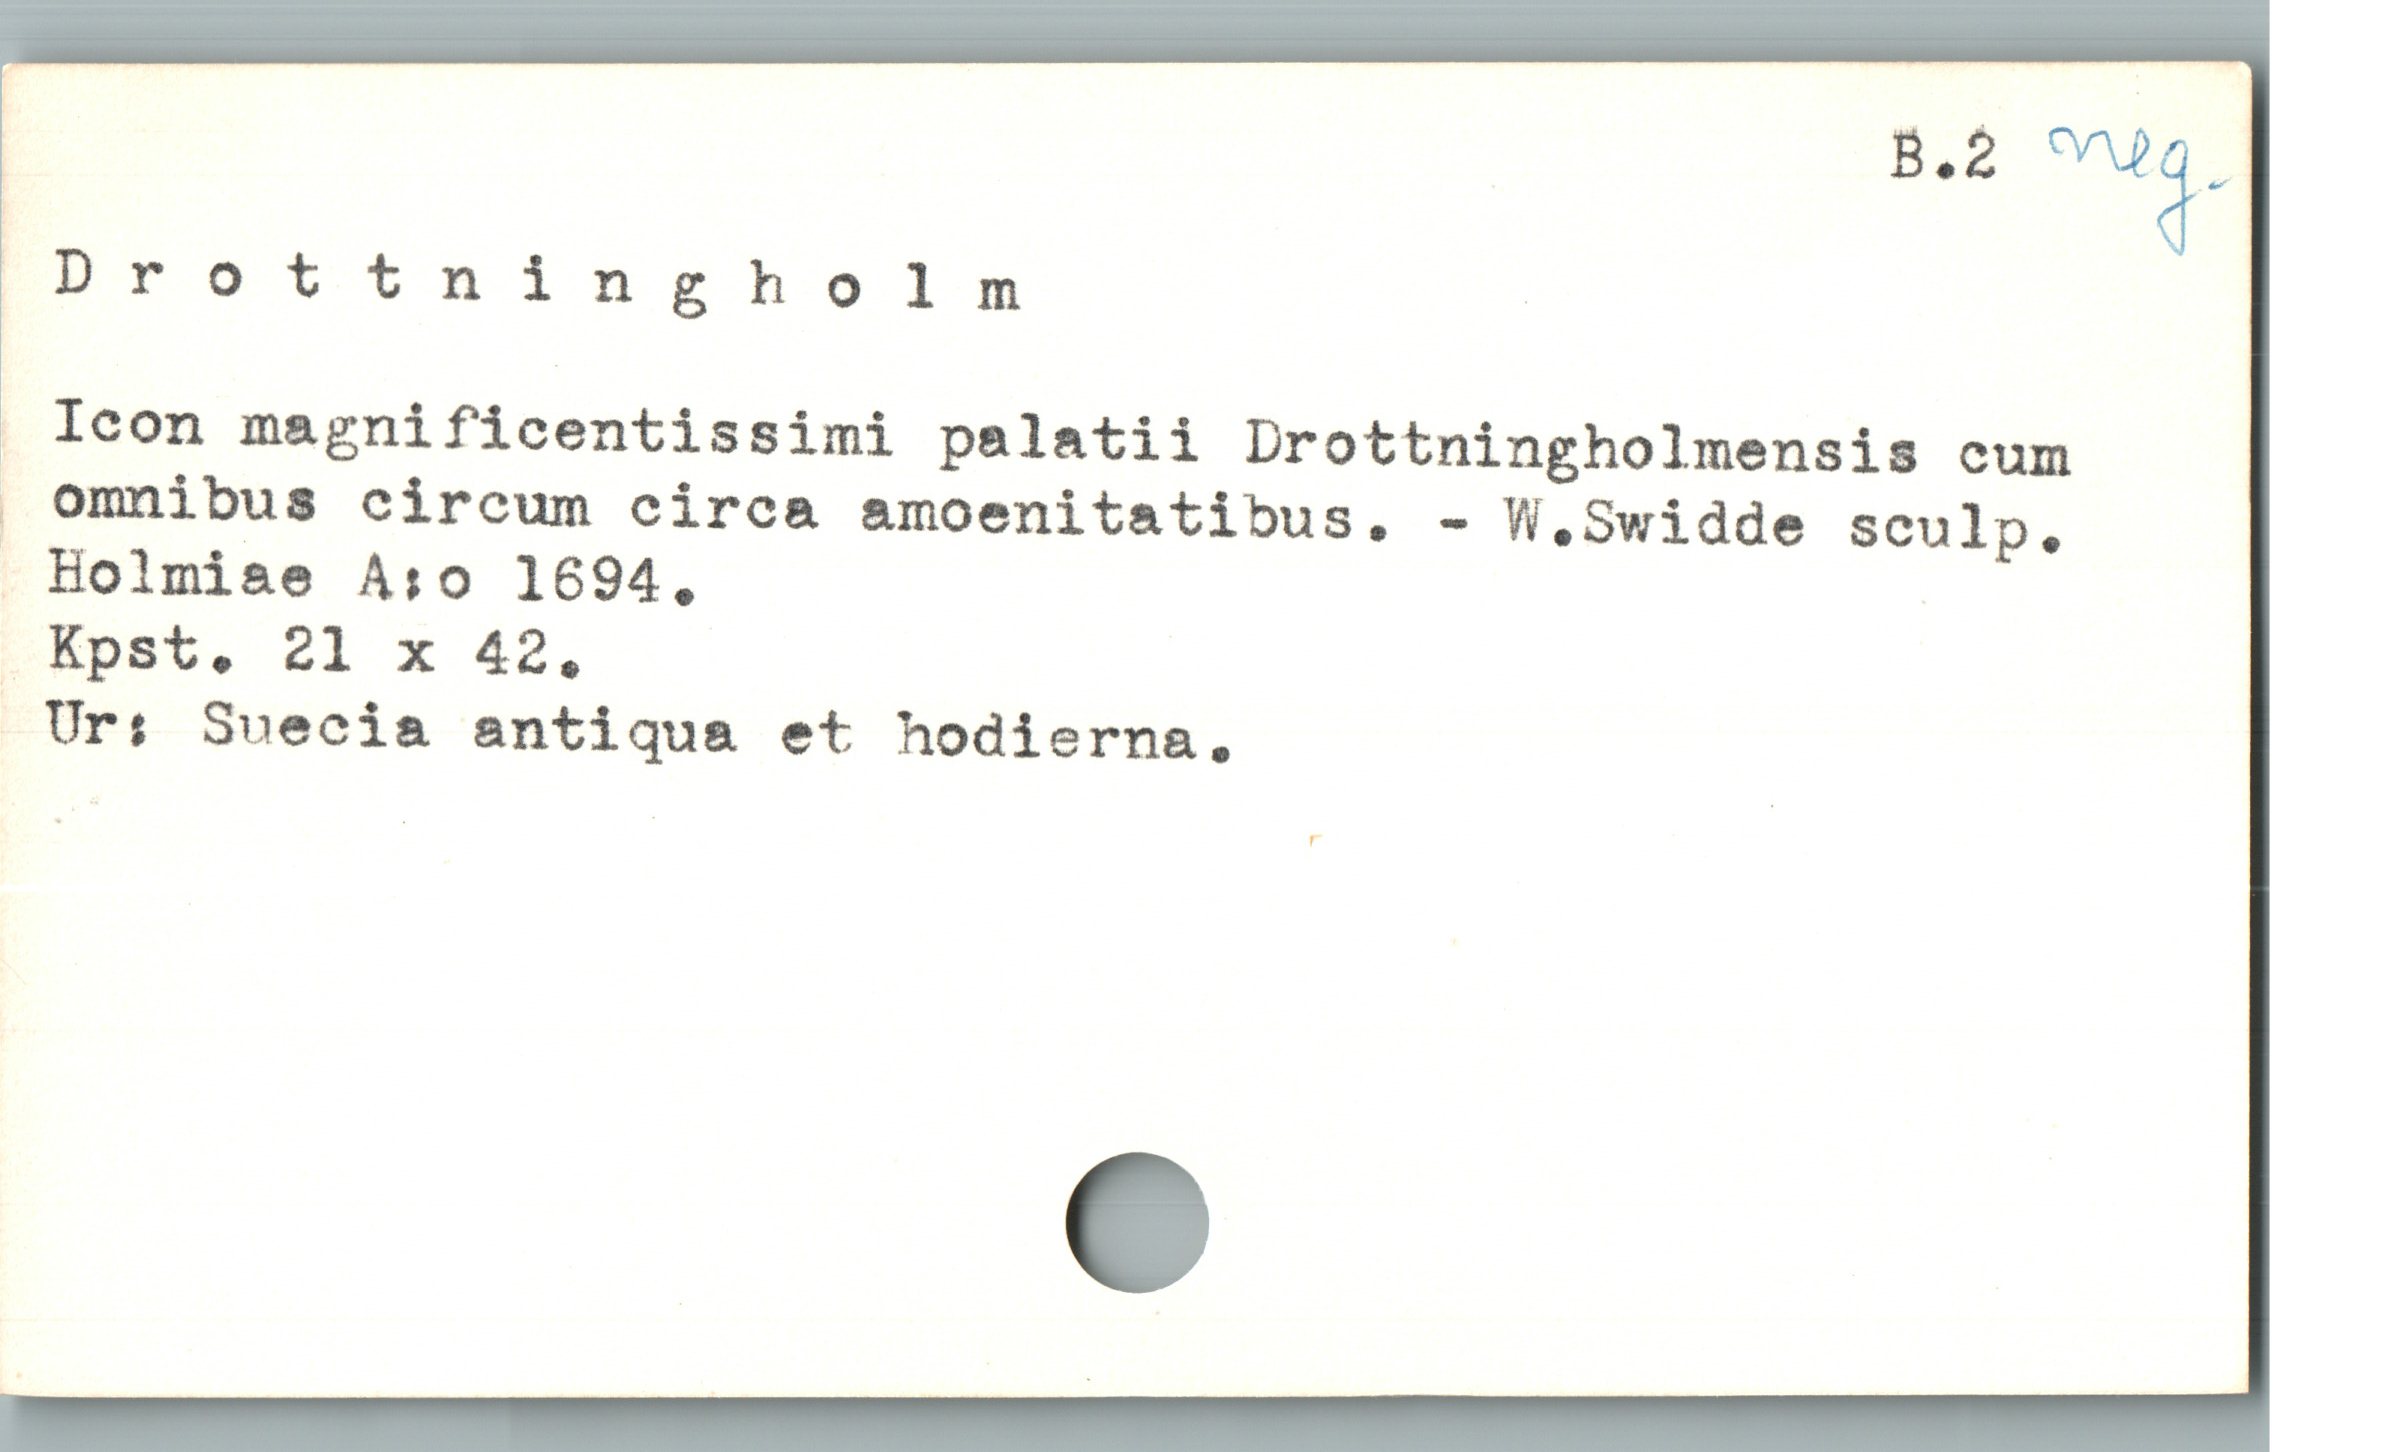 B.2 neg.
D r o t t n i n g h o l m
Icon magnificentissimi palatii Drottningholmensis cum
omnibus circum circa amoenitatibus. - W.Swidde sculp.
Holmiae A:o 1694.
Kpst. 21 x 42.
Ur: Suecia antiqua et hodierna.